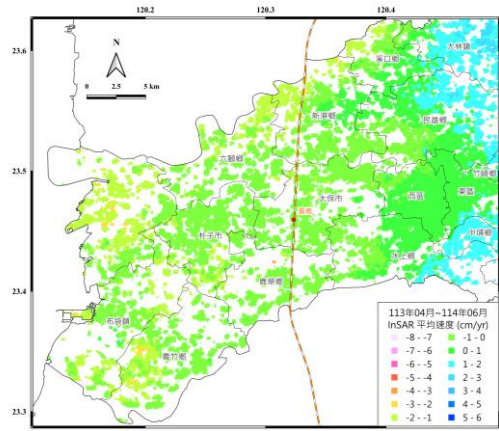 120.2 120.3 120.4
23.6
大林鎮
N
溪口鄉
0 2.5 5 km
新港鄉
民雄鄉
六腳鄉
23.5
竹崎鄉
東區
西區
太保市
嘉義
朴子市
中埔鄉
水上鄉
鹿草鄉
23.4
布袋鎮
義竹鄉
23.3
113年04月~114年06月
InSAR 平均速度 (cm/yr)
-8 - -7 -1 - 0
-7 - -6 0 - 1
-6 - -5 1 - 2
-5 - -4 2 - 3
-4 - -3 3 - 4
-3 - -2 4 - 5
-2 - -1 5 - 6